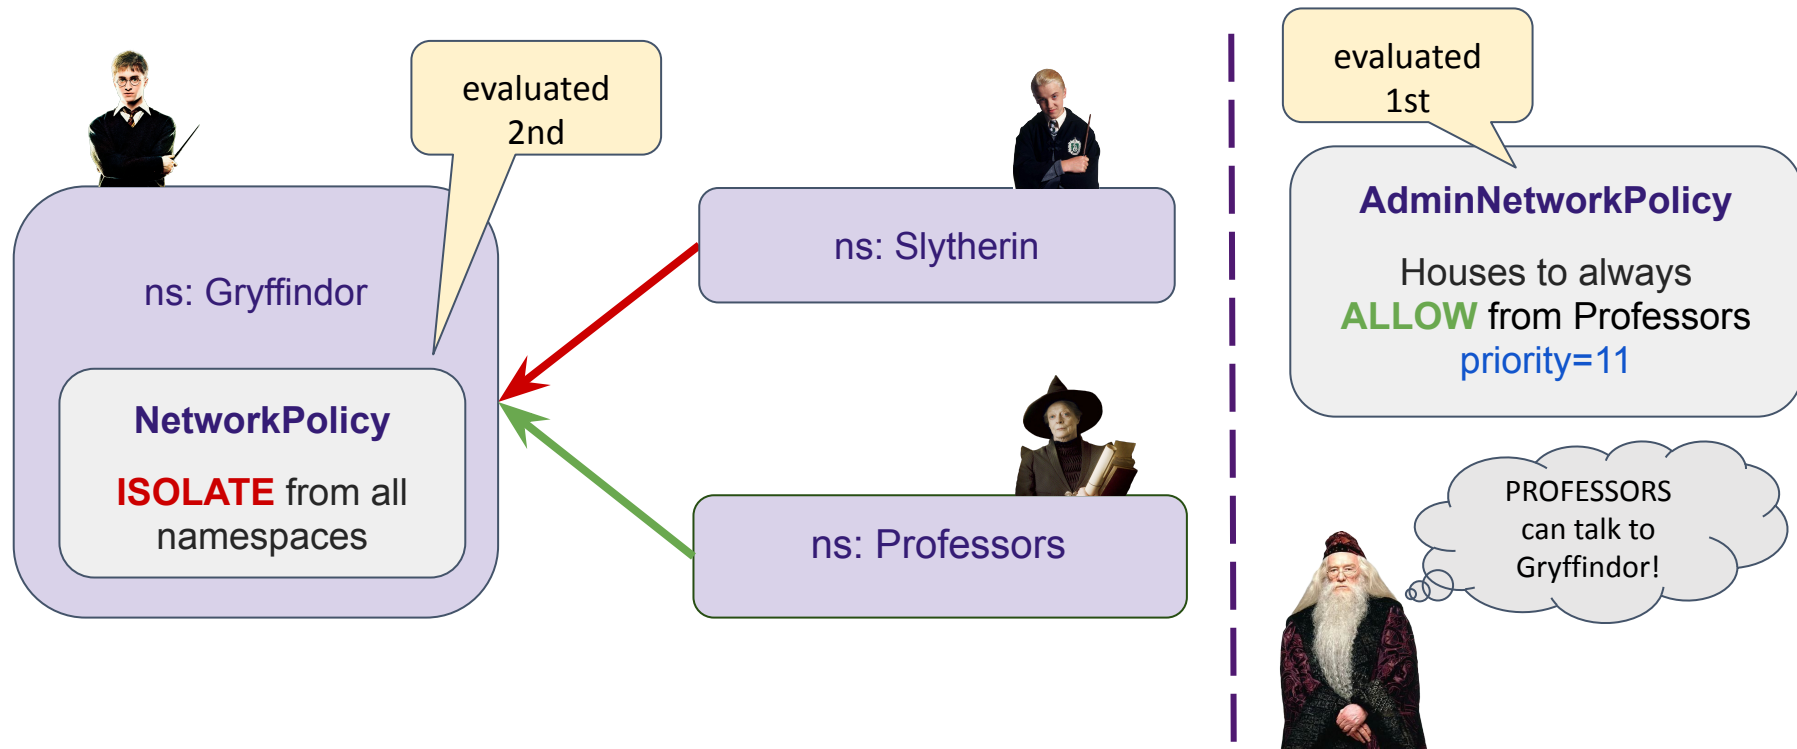 evaluated
2nd
ns: Gryffindor
NetworkPolicy
ISOLATE from all
namespaces
ns: Slytherin
ns: Professors
evaluated
1st
AdminNetworkPolicy
Houses to always
ALLOW from Professors
priority=11
PROFESSORS
can talk to
Gryffindor!